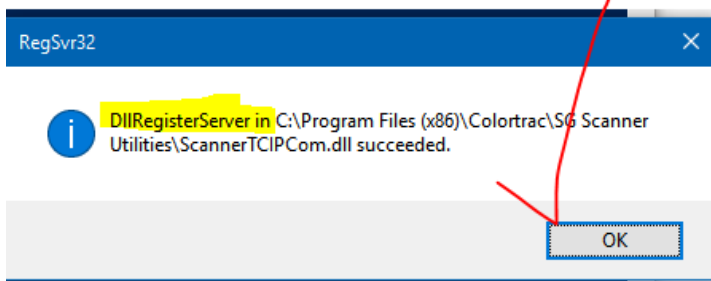 RegSvr32
DllRegisterServer in C:\Program Files (x86)\Colortrac\SG Scanner
Utilities\ScannerTCIPCom.dll succeeded.
OK